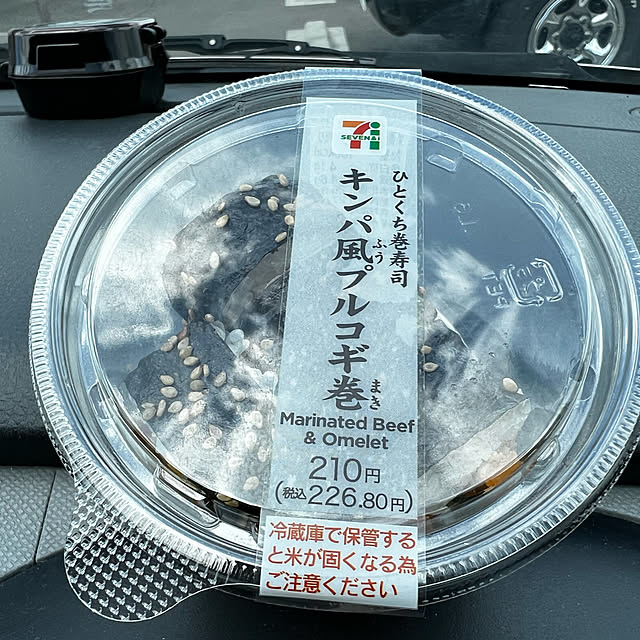 SEVEN&i
ひとくち巻寿司
キンパ風プルコギ巻
ふう
まき
Marinated Beef
& Omelet
210円
(税込226.80円)
冷蔵庫で保管する
と米が固くなる為
ご注意ください